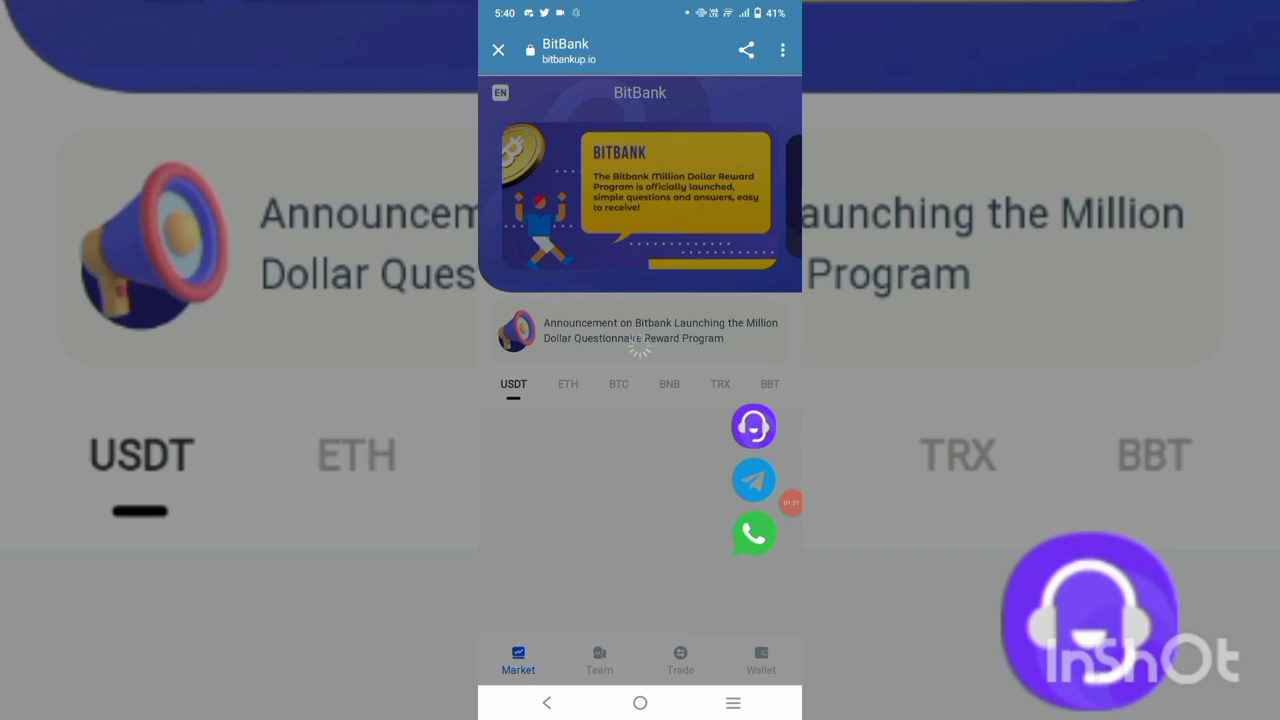 5:40
41%
BitBank
bitbankup.io
EN
BitBank
BITBANK
The Bitbank Million Dollar Reward
Program is officially launched,
simple questions and answers, easy
to receive!
Announcement on Bitbank Launching the Million
Dollar Questionnaire Reward Program
USDT ETH BTC BNB TRX BBT
01:21
Market Team Trade Wallet
Announcem
Dollar Ques
aunching the Million
Program
USDT ETH
TRX BBT
InShOt